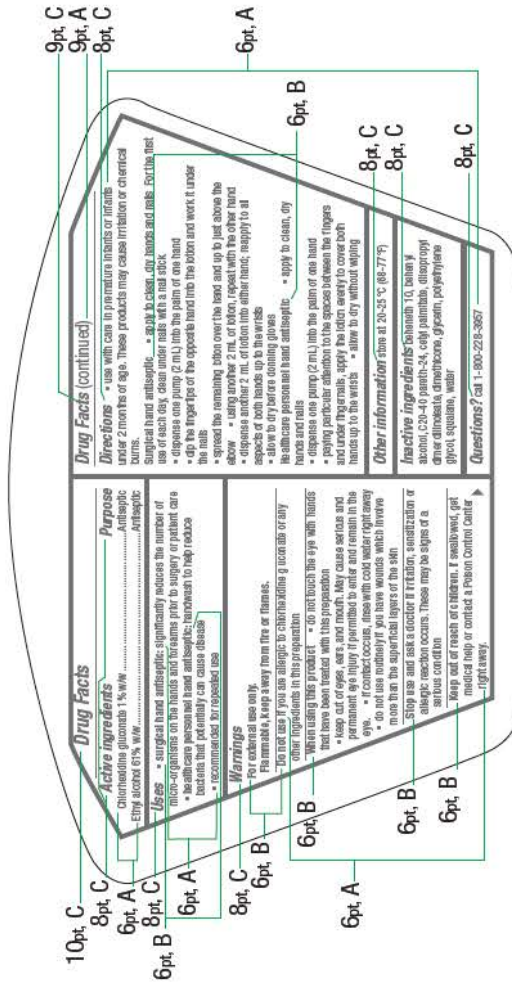 10pt, C
8pt, C
6pt, A
8pt, C
6pt, B
6pt, A
8pt, C
6pt, B
6pt, B
6pt, A
6pt, B
6pt, B
Drug Facts
Active ingredients Purpose
Chlorhexidine gluconate 1% w/w Antiseptic
Ethyl alcohol 61% w/w Antiseptic
Uses • surgical hand antiseptic: significantly reduces the number of
micro-organisms on the hands and forearms prior to surgery or patient care
• healthcare personnel hand antiseptic: handwash to help reduce
bacteria that potentially can cause disease
• recommended for repeated use
Warnings
For external use only.
Flammable, keep away from fire or flames.
Do not use if you are allergic to chlorhexidine gluconate or any
other ingredients in this preparation
When using this product • do not touch the eye with hands
that have been treated with this preparation
• keep out of eyes, ears, and mouth. May cause serious and
permanent eye injury if permitted to enter and remain in the
eye. • if contact occurs, rinse with cold water right away
• do not use routinely if you have wounds which involve
more than the superficial layers of the skin
Stop use and ask a doctor if irritation, sensitization or
allergic reaction occurs. These may be signs of a
serious condition
Keep out of reach of children. If swallowed, get
medical help or contact a Poison Control Center
right away.
Drug Facts (continued)
Directions • use with care in premature infants or infants
under 2 months of age. These products may cause irritation or chemical
burns.
Surgical hand antiseptic • apply to clean, dry hands and nails For the first
use of each day, clean under nails with a nail stick
• dispense one pump (2 mL) into the palm of one hand
• dip the fingertips of the opposite hand into the lotion and work it under
the nails
• spread the remaining lotion over the hand and up to just above the
elbow • using another 2 mL of lotion, repeat with the other hand
• dispense another 2 mL of lotion into either hand; reapply to all
aspects of both hands up to the wrists
• allow to dry before donning gloves
Healthcare personnel hand antiseptic • apply to clean, dry
hands and nails
• dispense one pump (2 mL) into the palm of one hand
• paying particular attention to the spaces between the fingers
and under fingernails, apply the lotion evenly to cover both
hands up to the wrists • allow to dry without wiping
Other information store at 20-25 °C (68-77 °F)
Inactive ingredients beheneth 10, behenyl
alcohol, C20-40 pareth-24, cetyl palmitate, diisopropyl
dimer dilinoleate, dimethicone, glycerin, polyethylene
glycol, squalane, water
Questions? call 1-800-228-3957
9pt, C
9pt, A
8pt, C
6pt, A
6pt, B
8pt, C
8pt, C
8pt, C